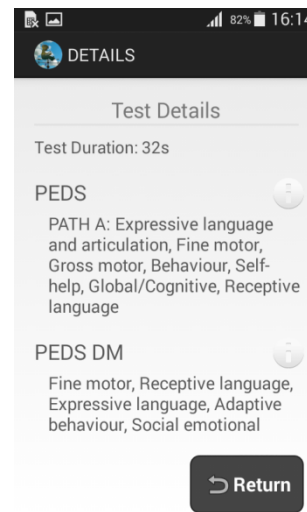 82% 16:14
DETAILS
Test Details
Test Duration: 32s
PEDS
PATH A: Expressive language
and articulation, Fine motor,
Gross motor, Behaviour, Self-
help, Global/Cognitive, Receptive
language
PEDS DM
Fine motor, Receptive language,
Expressive language, Adaptive
behaviour, Social emotional
Return